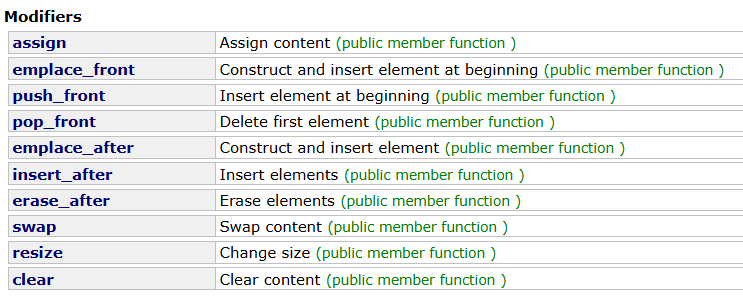 Modifiers
assign Assign content (public member function )
emplace_front Construct and insert element at beginning (public member function )
push_front Insert element at beginning (public member function )
pop_front Delete first element (public member function )
emplace_after Construct and insert element (public member function )
insert_after Insert elements (public member function )
erase_after Erase elements (public member function )
swap Swap content (public member function )
resize Change size (public member function )
clear Clear content (public member function )